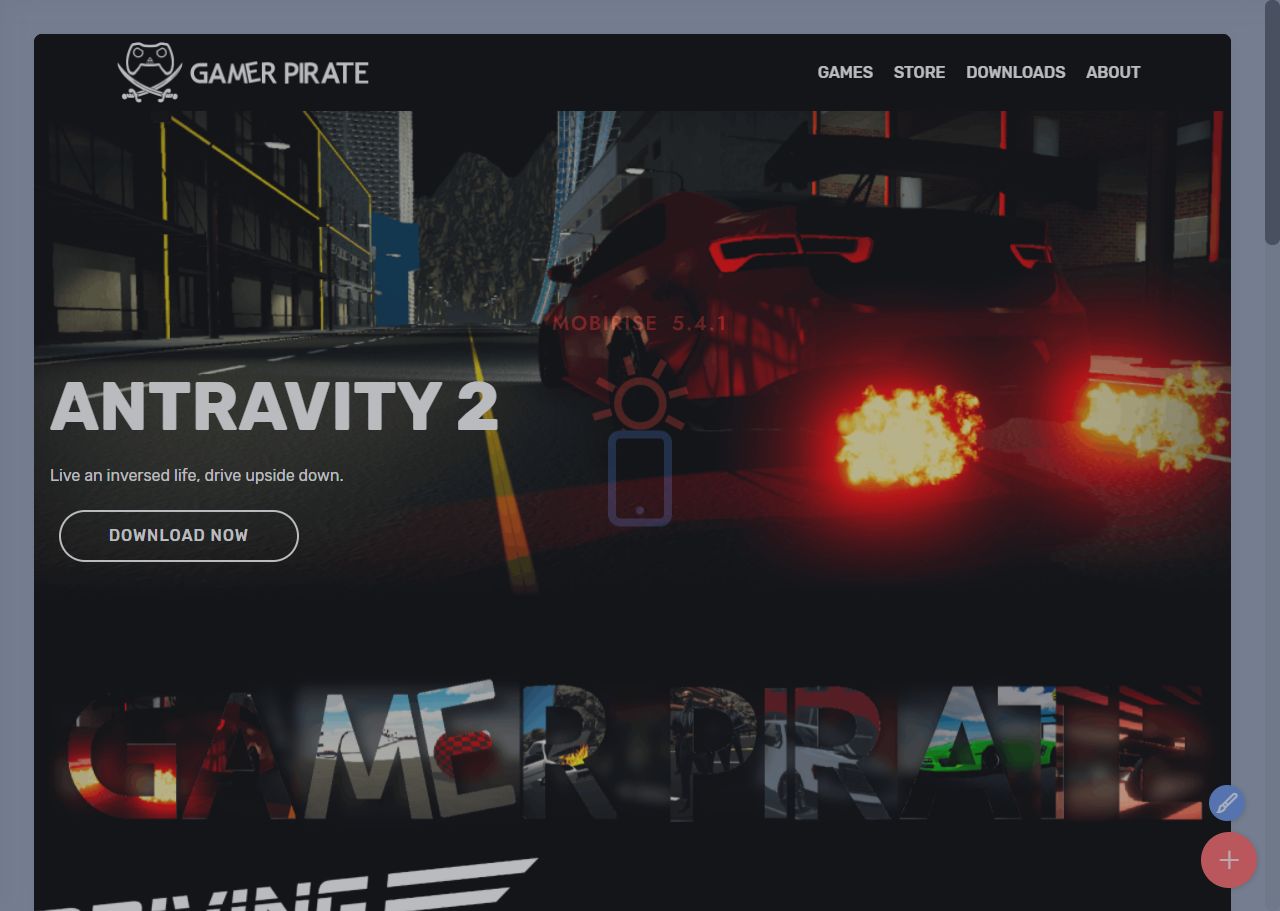 GAMER PIRATE
GAMES STORE DOWNLOADS ABOUT
MOBIRISE 5.4.1
ANTRAVITY 2
Live an inversed life, drive upside down.
DOWNLOAD NOW
GAMER PIRATE
DRIVING